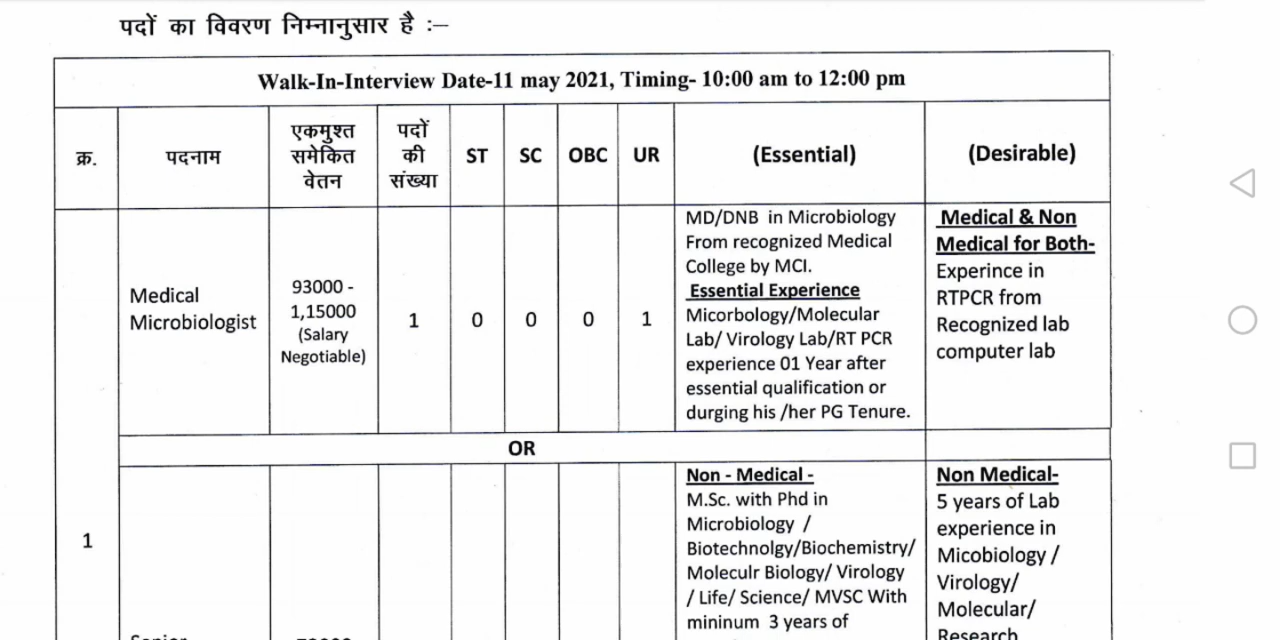 पदों का विवरण निम्नानुसार है :–
Walk-In-Interview Date-11 may 2021, Timing- 10:00 am to 12:00 pm
क्र.
पदनाम
एकमुश्त
समेकित
वेतन
पदों
की
संख्या
ST
SC
OBC
UR
(Essential)
(Desirable)
1
Medical
Microbiologist
93000 -
1,15000
(Salary
Negotiable)
1
0
0
0
1
MD/DNB in Microbiology
From recognized Medical
College by MCI.
Essential Experience
Micorbology/Molecular
Lab/ Virology Lab/RT PCR
experience 01 Year after
essential qualification or
durging his /her PG Tenure.
Medical & Non
Medical for Both-
Experince in
RTPCR from
Recognized lab
computer lab
OR
Non - Medical -
M.Sc. with Phd in
Microbiology /
Biotechnolgy/Biochemistry/
Moleculr Biology/ Virology
/ Life/ Science/ MVSC With
mininum 3 years of
Non Medical-
5 years of Lab
experience in
Micobiology /
Virology/
Molecular/
Research